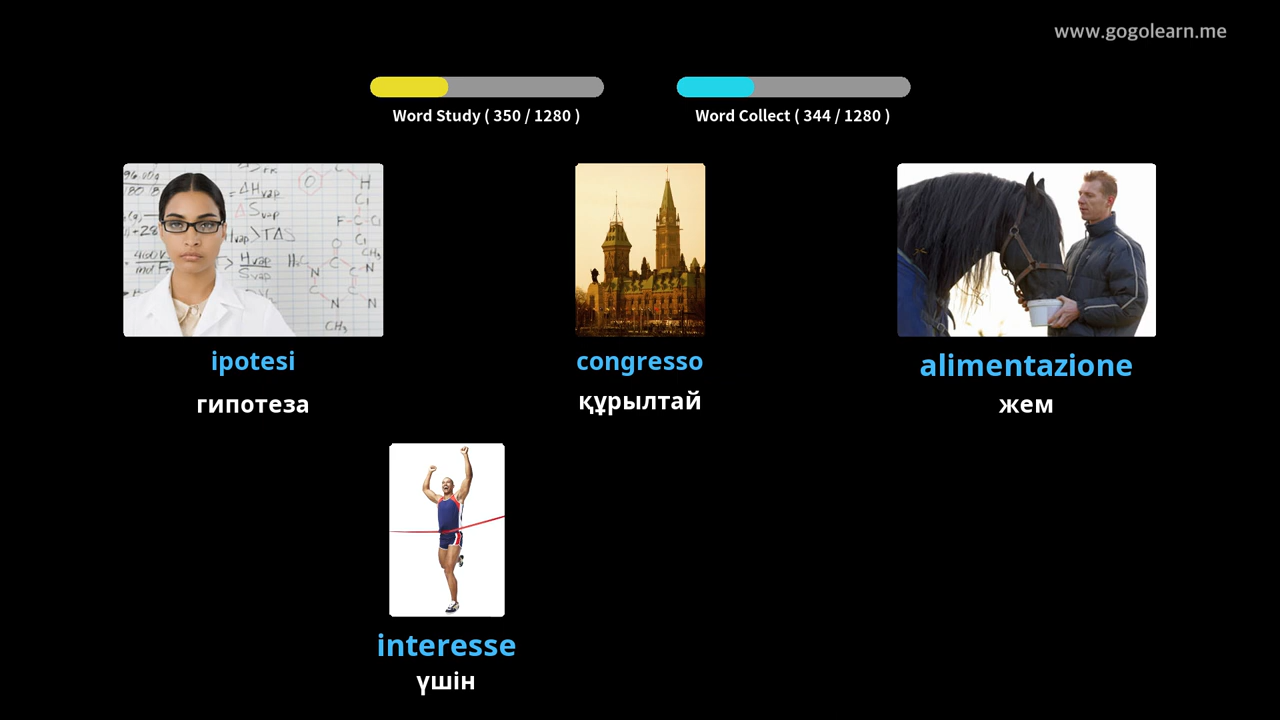 www.gogolearn.me
Word Study ( 350 / 1280 )
Word Collect ( 344 / 1280 )
ipotesi
гипотеза
congresso
құрылтай
alimentazione
жем
interesse
үшін